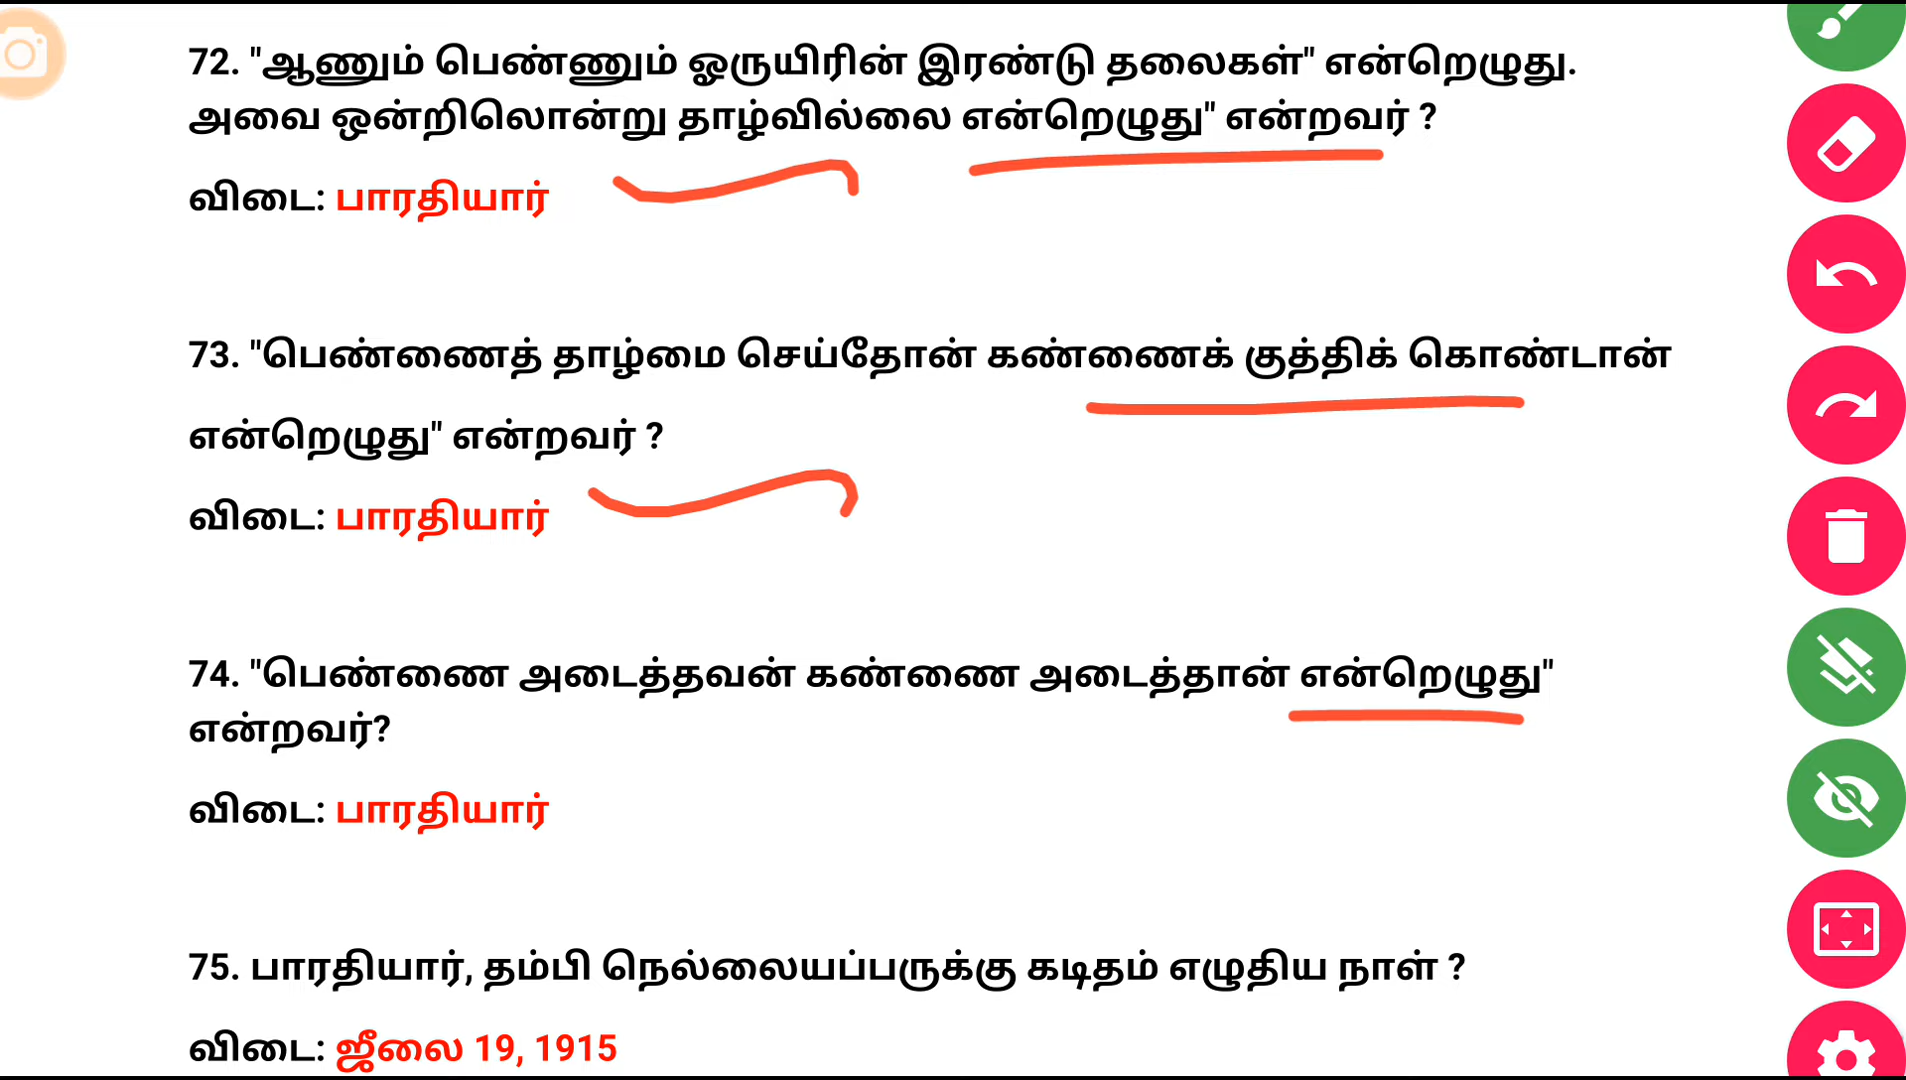 72. "ஆணும் பெண்ணும் ஓருயிரின் இரண்டு தலைகள்" என்றெழுது.
அவை ஒன்றிலொன்று தாழ்வில்லை என்றெழுது" என்றவர் ?
விடை: பாரதியார்
73. "பெண்ணைத் தாழ்மை செய்தோன் கண்ணைக் குத்திக் கொண்டான்
என்றெழுது" என்றவர் ?
விடை: பாரதியார்
74. "பெண்ணை அடைத்தவன் கண்ணை அடைத்தான் என்றெழுது"
என்றவர்?
விடை: பாரதியார்
75. பாரதியார், தம்பி நெல்லையப்பருக்கு கடிதம் எழுதிய நாள் ?
விடை: ஜீலை 19, 1915